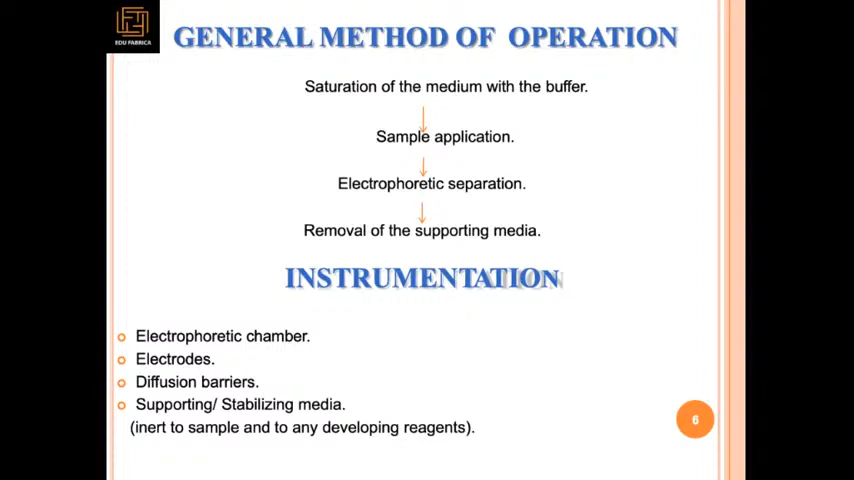 EDU FABRICA
GENERAL METHOD OF OPERATION
Saturation of the medium with the buffer.
Sample application.
Electrophoretic separation.
Removal of the supporting media.
INSTRUMENTATION
Electrophoretic chamber.
Electrodes.
Diffusion barriers.
Supporting/ Stabilizing media.
(inert to sample and to any developing reagents).
6